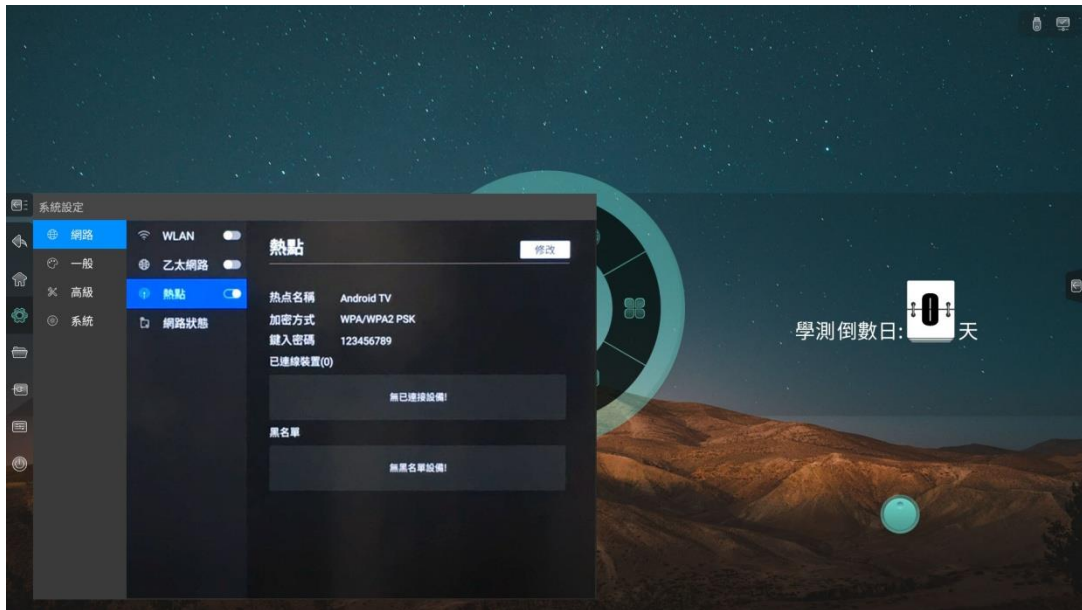 系統設定
網路
一般
高級
系統
WLAN
乙太網路
熱點
網路狀態
熱點
修改
热点名稱 Android TV
加密方式 WPA/WPA2 PSK
鍵入密碼 123456789
已連線裝置(0)
無已連接設備!
黑名單
無黑名單設備!
學測倒數日: 0 天